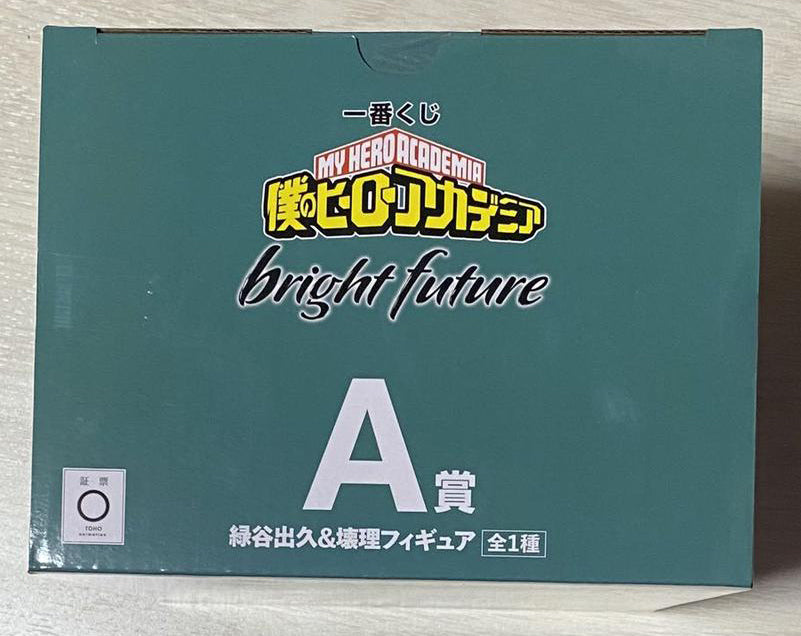 一番くじ
MY HERO ACADEMIA
僕のヒーローアカデミア
bright future
A賞
緑谷出久&壊理フィギュア 全1種
証票
TOHO
animation